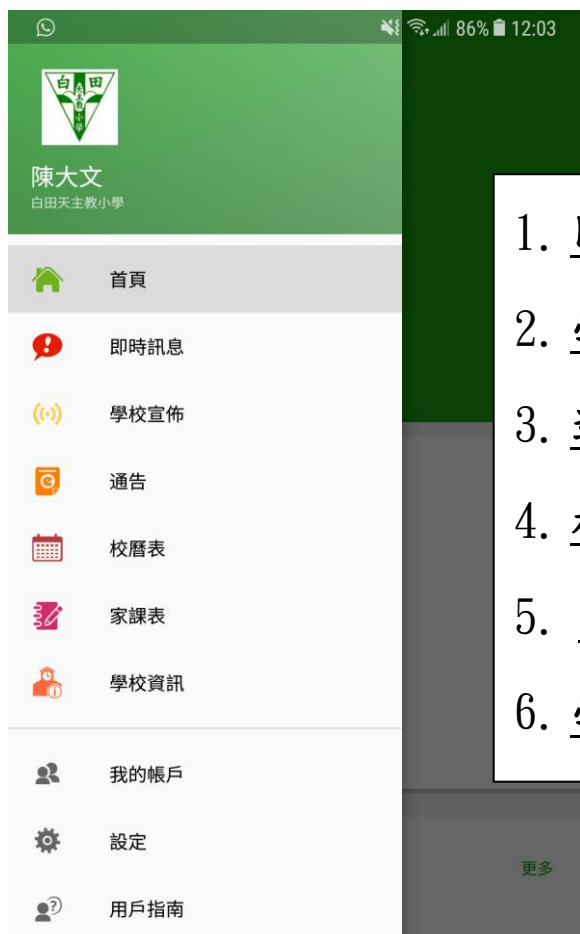 86% 12:03
白田
天主教小學
陳大文
白田天主教小學
首頁
即時訊息
學校宣佈
通告
校曆表
家課表
學校資訊
我的帳戶
設定
用戶指南
1.
2.
3.
4.
5.
6.
更多